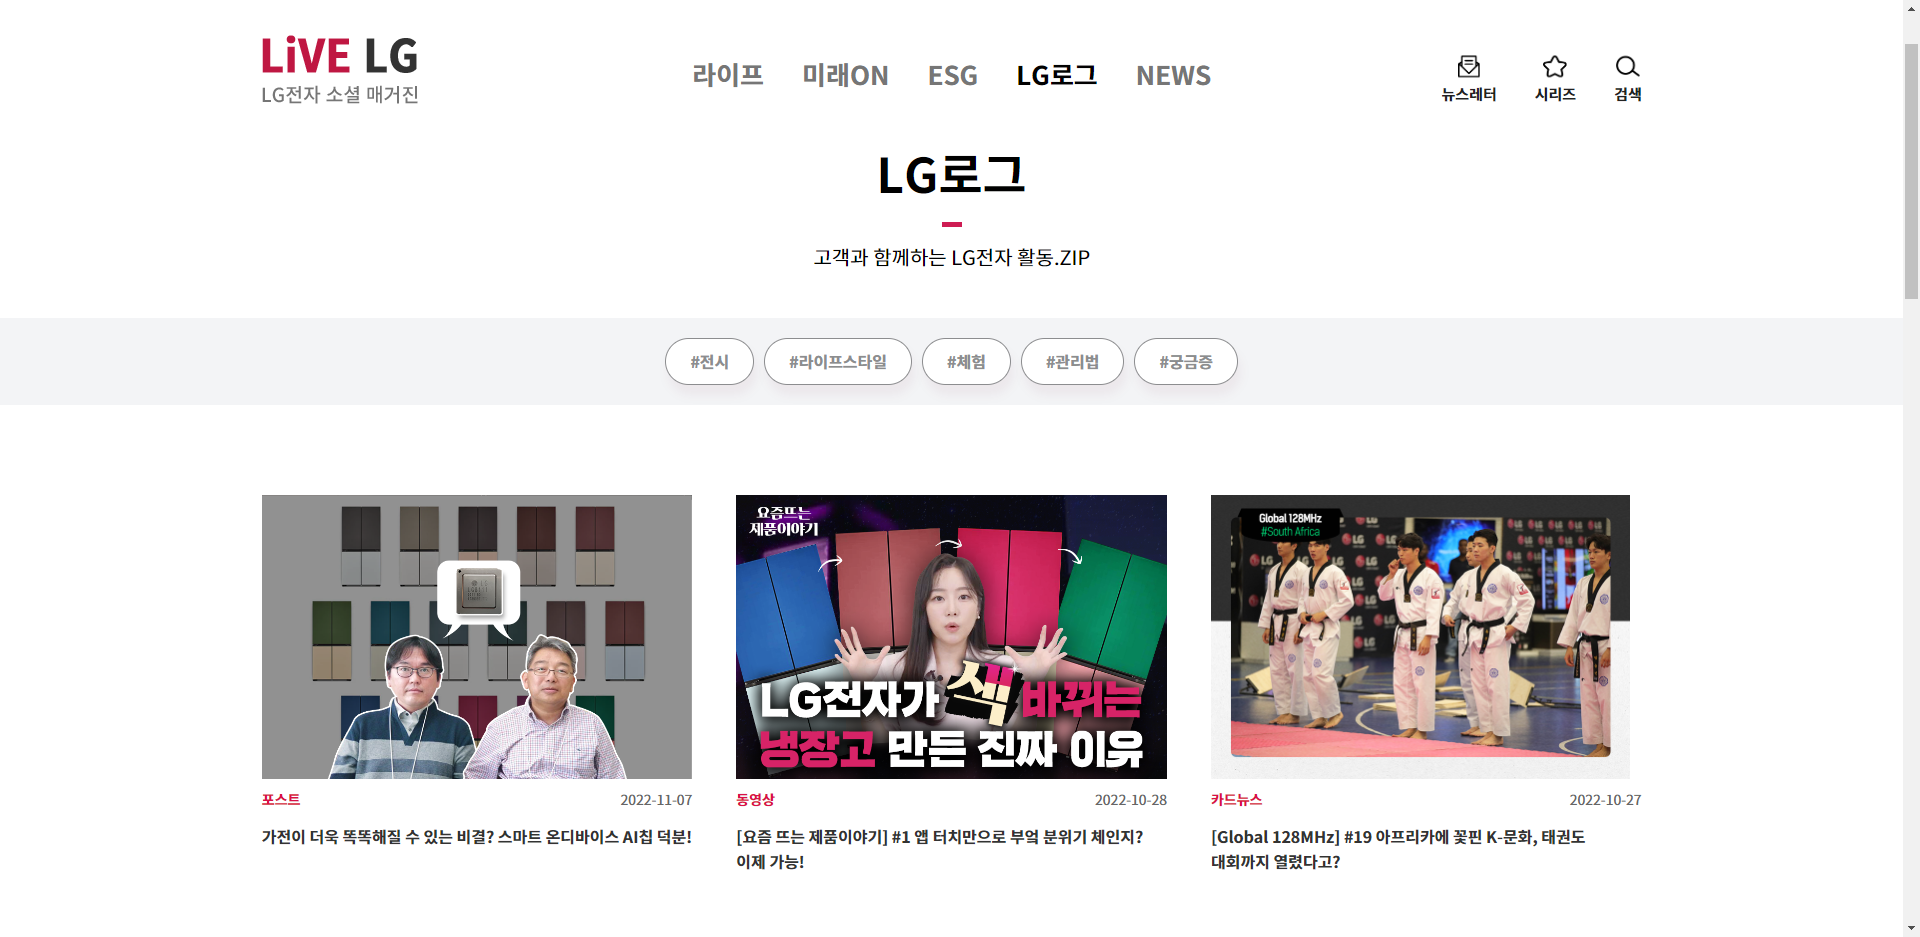 LiVE LG
LG전자 소셜 매거진
라이프
미래ON
ESG
LG로그
NEWS
뉴스레터
시리즈
검색
LG로그
고객과 함께하는 LG전자 활동.ZIP
#전시
#라이프스타일
#체험
#관리법
#궁금증
요즘뜨는
제품이야기
LG전자가 색 바뀌는
냉장고 만든 진짜 이유
Global 128MHz
#South Africa
LG
포스트
2022-11-07
가전이 더욱 똑똑해질 수 있는 비결? 스마트 온디바이스 AI칩 덕분!
동영상
2022-10-28
[요즘 뜨는 제품이야기] #1 앱 터치만으로 부엌 분위기 체인지?
이제 가능!
카드뉴스
2022-10-27
[Global 128MHz] #19 아프리카에 꽃핀 K-문화, 태권도
대회까지 열렸다고?